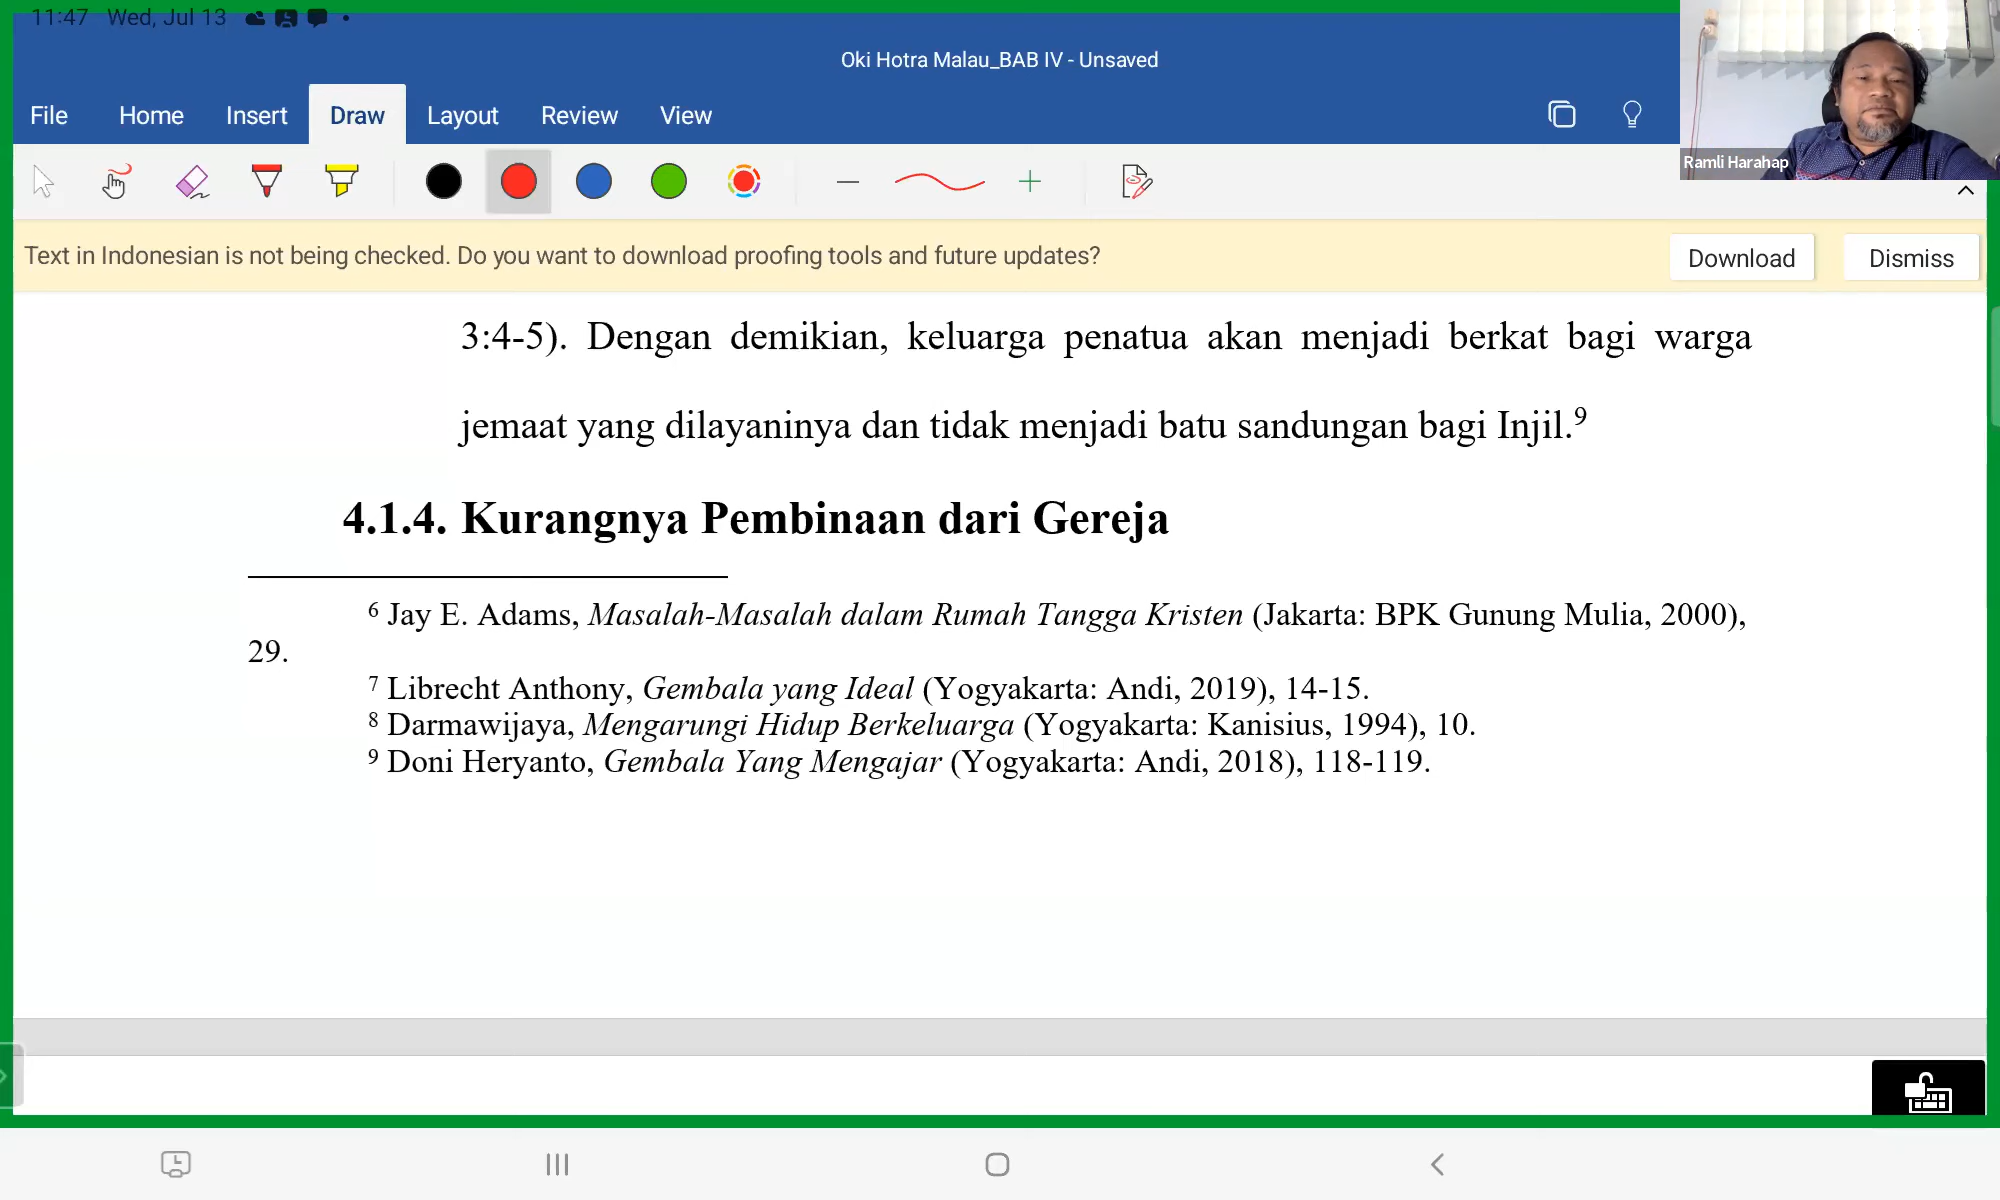 11:47 Wed, Jul 13
Oki Hotra Malau_BAB IV - Unsaved
File Home Insert Draw Layout Review View
Ramli Harahap
Text in Indonesian is not being checked. Do you want to download proofing tools and future updates?
Download Dismiss
3:4-5). Dengan demikian, keluarga penatua akan menjadi berkat bagi warga
jemaat yang dilayaninya dan tidak menjadi batu sandungan bagi Injil.⁹
4.1.4. Kurangnya Pembinaan dari Gereja
⁶ Jay E. Adams, Masalah-Masalah dalam Rumah Tangga Kristen (Jakarta: BPK Gunung Mulia, 2000),
29.
⁷ Librecht Anthony, Gembala yang Ideal (Yogyakarta: Andi, 2019), 14-15.
⁸ Darmawijaya, Mengarungi Hidup Berkeluarga (Yogyakarta: Kanisius, 1994), 10.
⁹ Doni Heryanto, Gembala Yang Mengajar (Yogyakarta: Andi, 2018), 118-119.